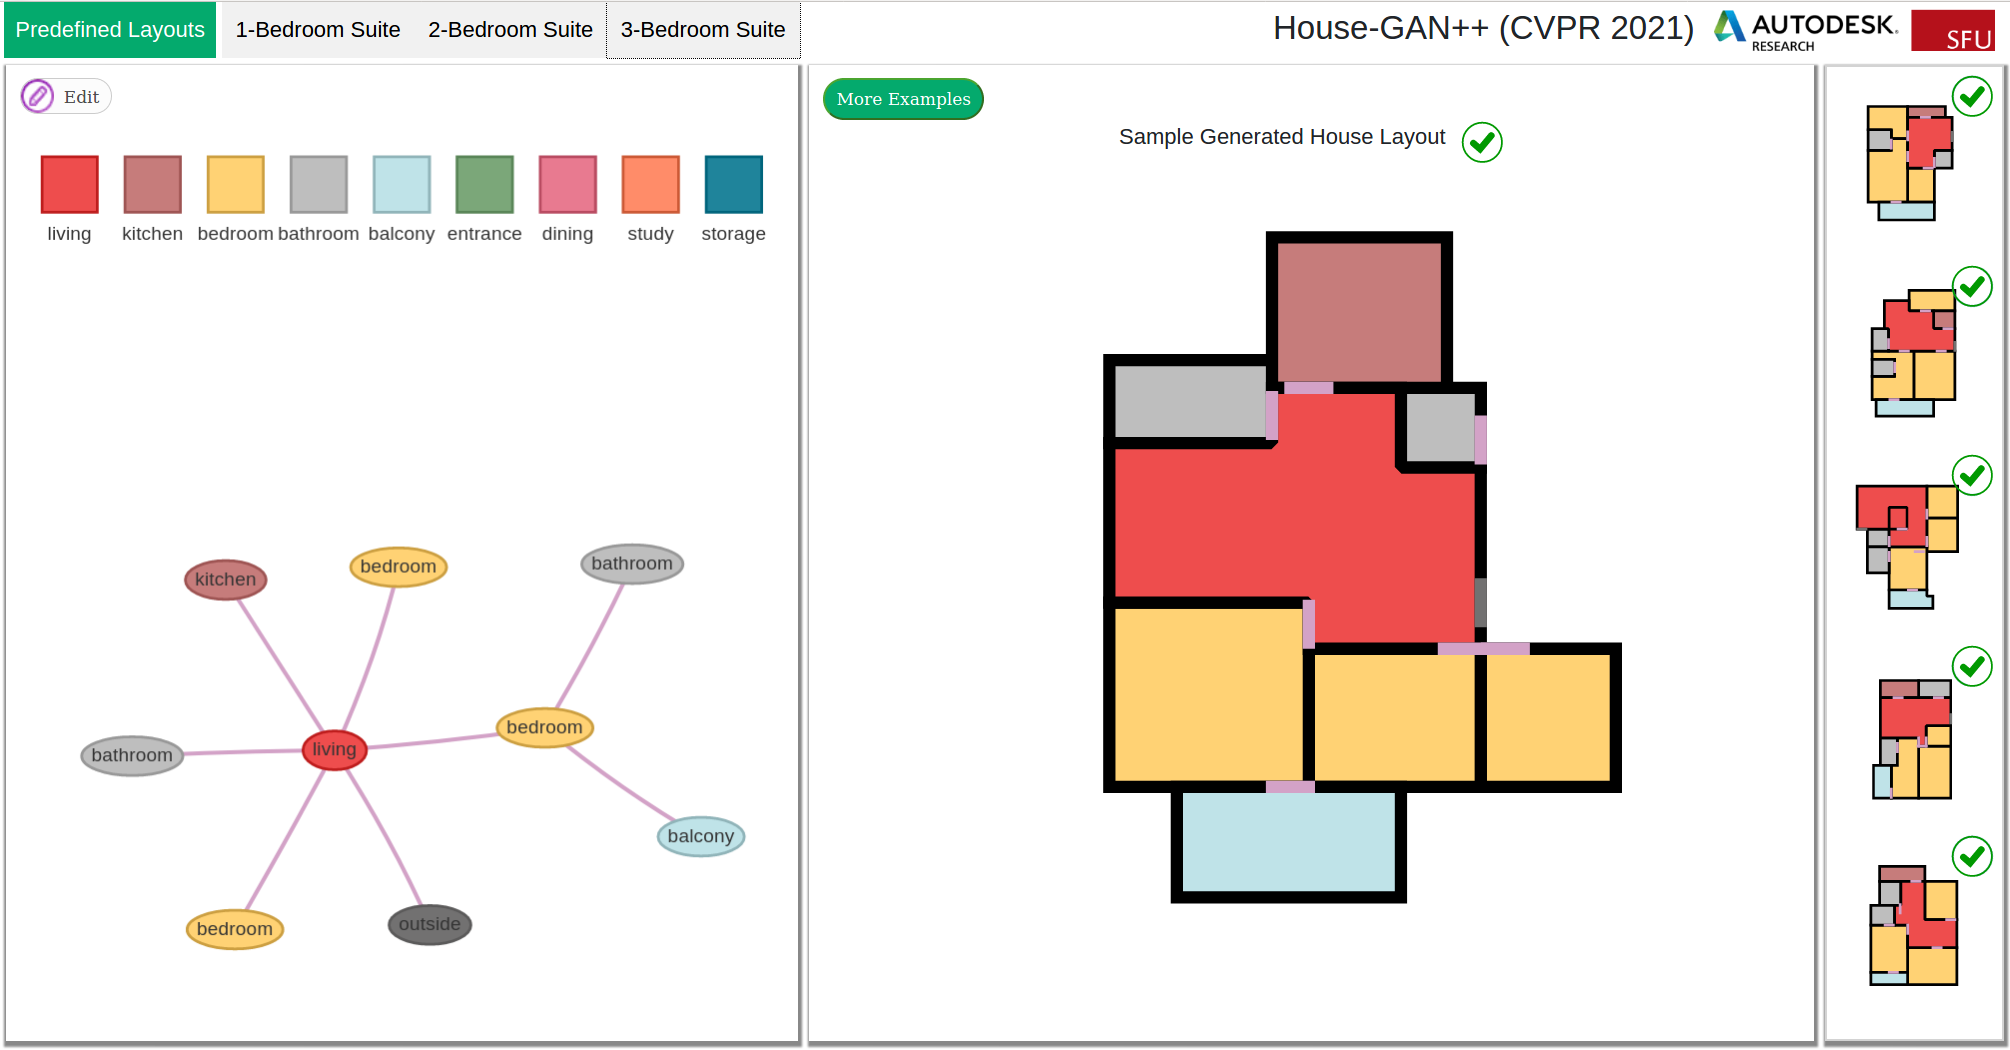 Predefined Layouts 1-Bedroom Suite 2-Bedroom Suite 3-Bedroom Suite House-GAN++ (CVPR 2021) AUTODESK. RESEARCH SFU
Edit
living kitchen bedroom bathroom balcony entrance dining study storage
kitchen
bedroom
bathroom
bedroom
living
bathroom
balcony
bedroom
outside
More Examples
Sample Generated House Layout